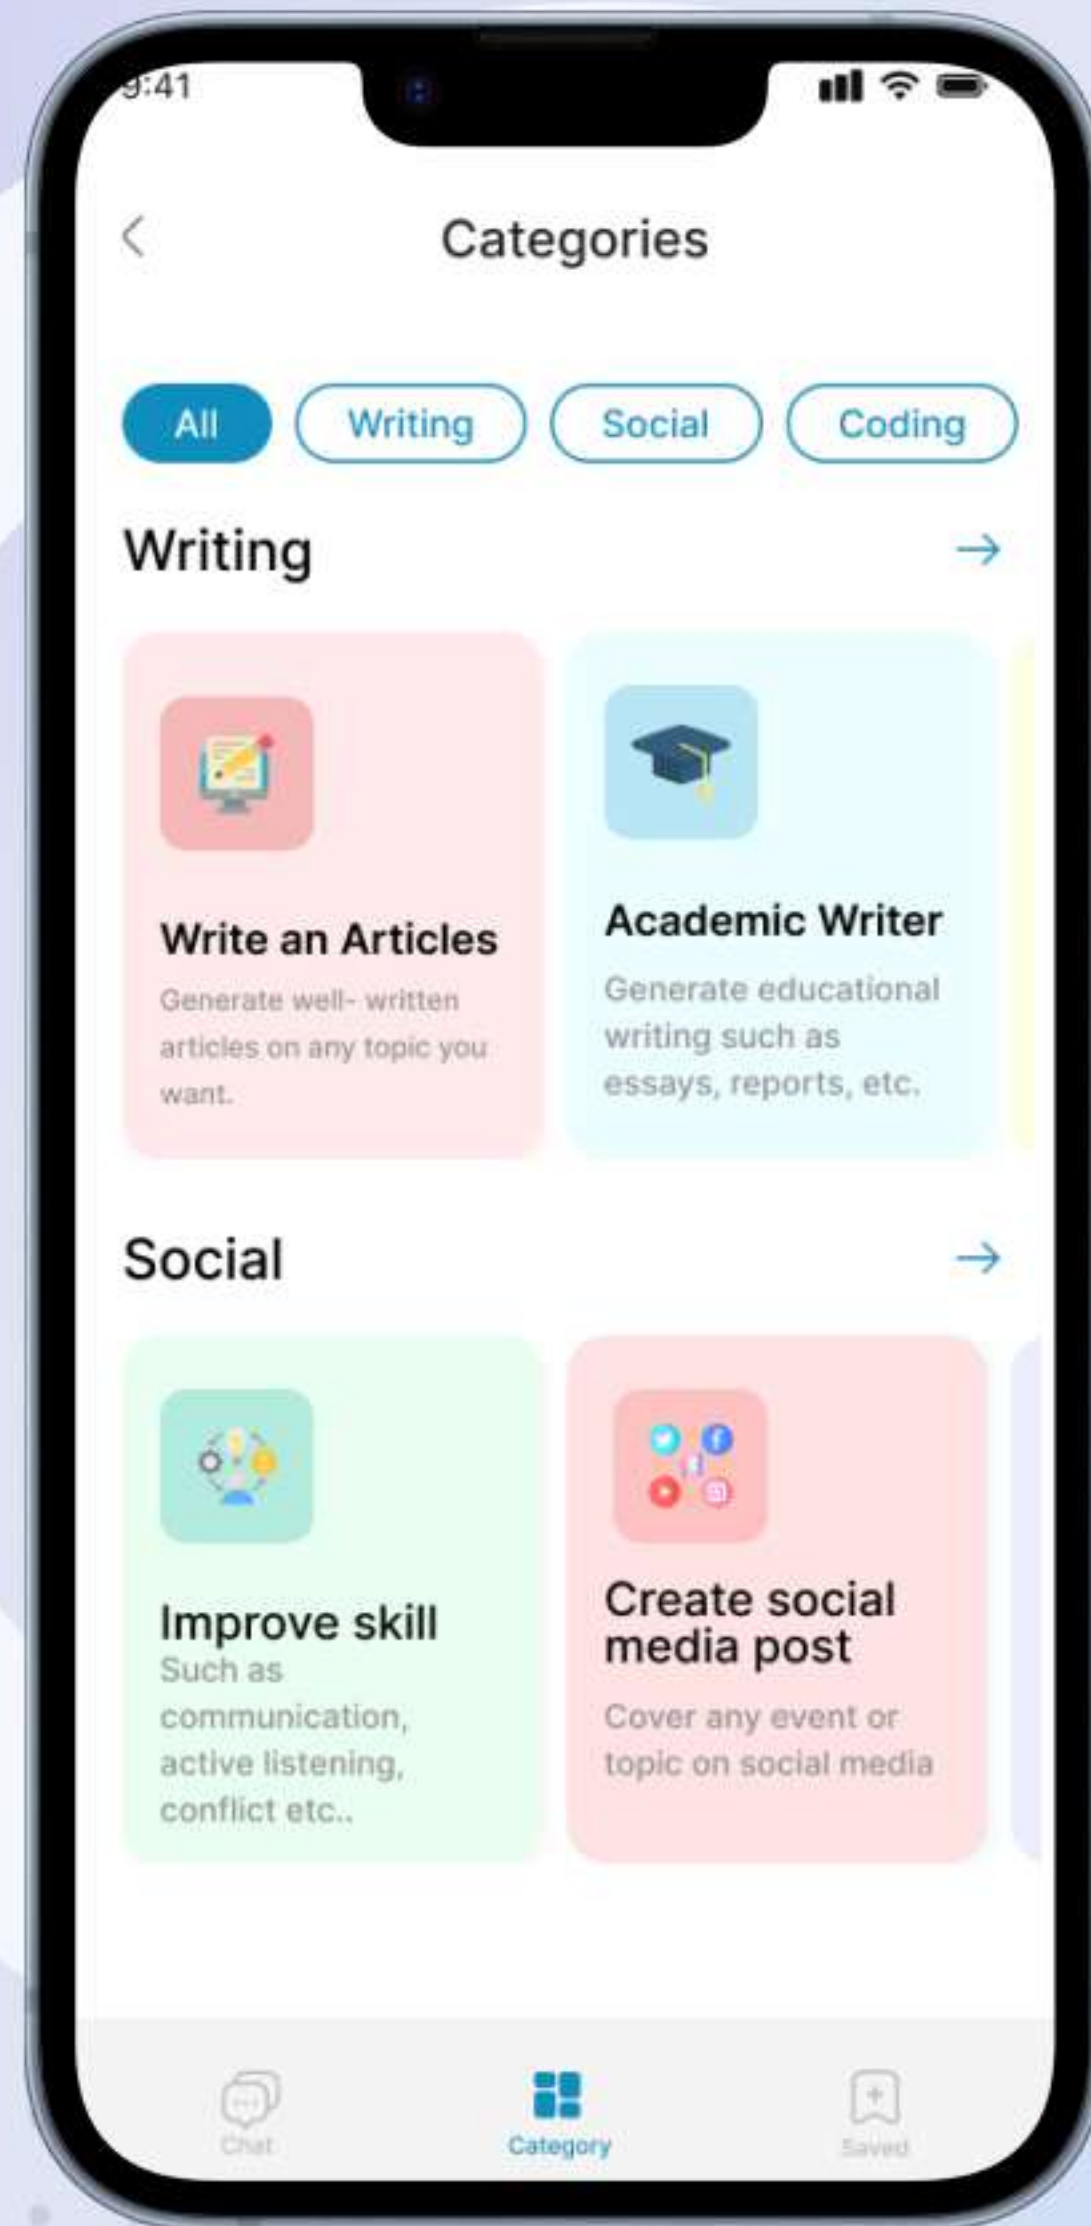 9:41
Categories
All
Writing
Social
Coding
Writing
Write an Articles
Generate well- written
articles on any topic you
want.
Academic Writer
Generate educational
writing such as
essays, reports, etc.
Social
Improve skill
Such as
communication,
active listening,
conflict etc..
Create social
media post
Cover any event or
topic on social media
Chat
Category
Saved